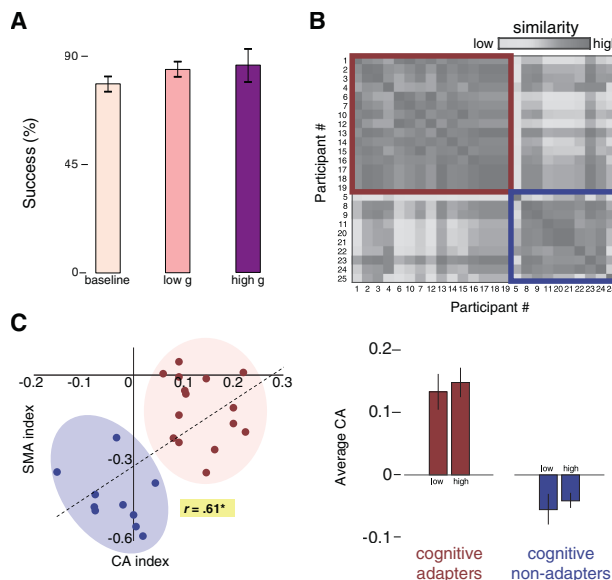 A
90
45
0
Success (%)
baseline low g high g
B
similarity
low high
Participant #
1
2
3
4
6
7
10
12
13
14
15
16
17
18
19
5
8
9
11
20
21
22
23
24
25
1 2 3 4 6 10 7 12 13 14 15 16 17 18 19 5 8 9 11 20 21 22 23 24 2
Participant #
C
-0.2 -0.1 0 0.1 0.2 0.3
SMA index
-0.3
-0.6
r = .61*
CA index
0.2
0.1
0
-0.1
Average CA
low high
low high
cognitive
adapters
cognitive
non-adapters